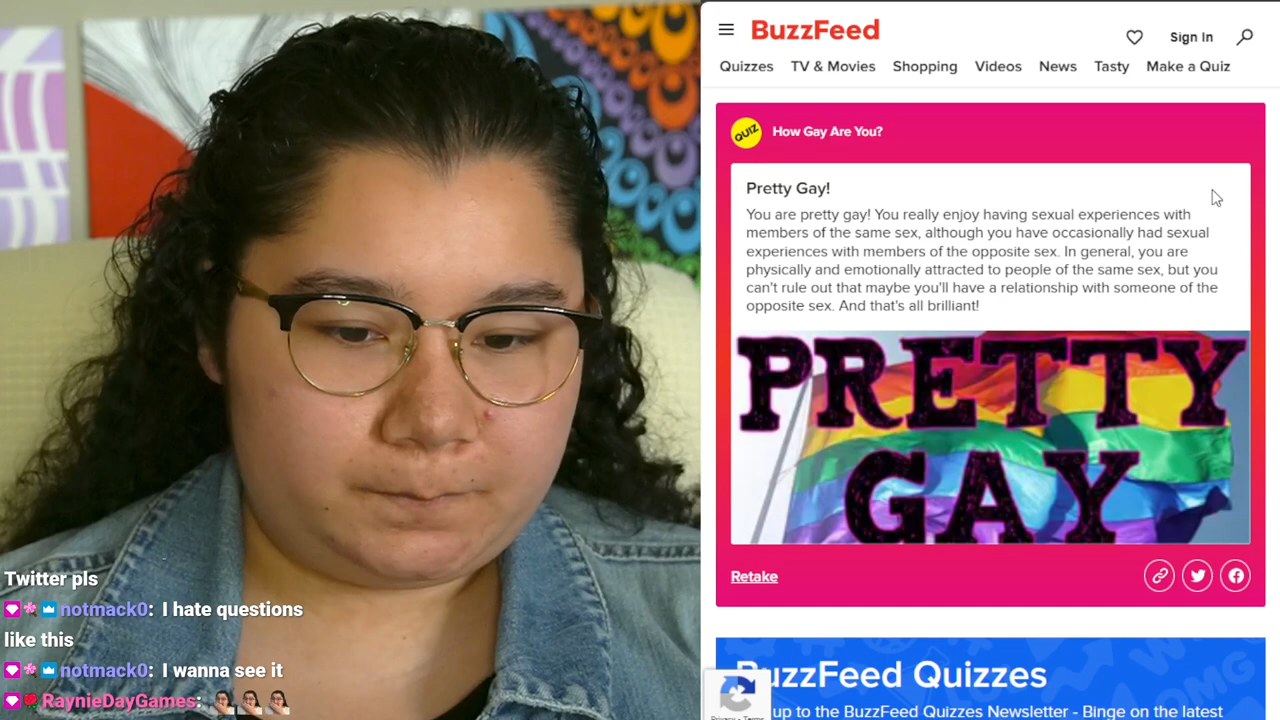 BuzzFeed
Sign In
Quizzes TV & Movies Shopping Videos News Tasty Make a Quiz
QUIZ How Gay Are You?
Pretty Gay!
You are pretty gay! You really enjoy having sexual experiences with
members of the same sex, although you have occasionally had sexual
experiences with members of the opposite sex. In general, you are
physically and emotionally attracted to people of the same sex, but you
can't rule out that maybe you'll have a relationship with someone of the
opposite sex. And that's all brilliant!
PRETTY
GAY
Retake
BuzzFeed Quizzes
up to the BuzzFeed Quizzes Newsletter - Binge on the latest
Privacy - Terms
OMG
Twitter pls
notmack0: I hate questions
like this
notmack0: I wanna see it
RaynieDayGames: